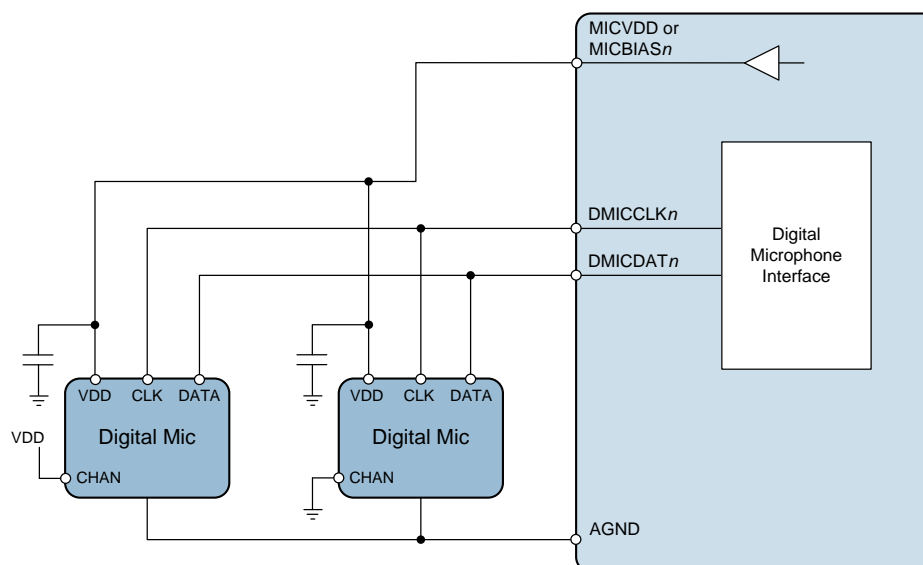 MICVDD or
MICBIASn
DMICCLKn
DMICDATn
Digital
Microphone
Interface
VDD CLK DATA
Digital Mic
VDD
CHAN
VDD CLK DATA
Digital Mic
CHAN
AGND